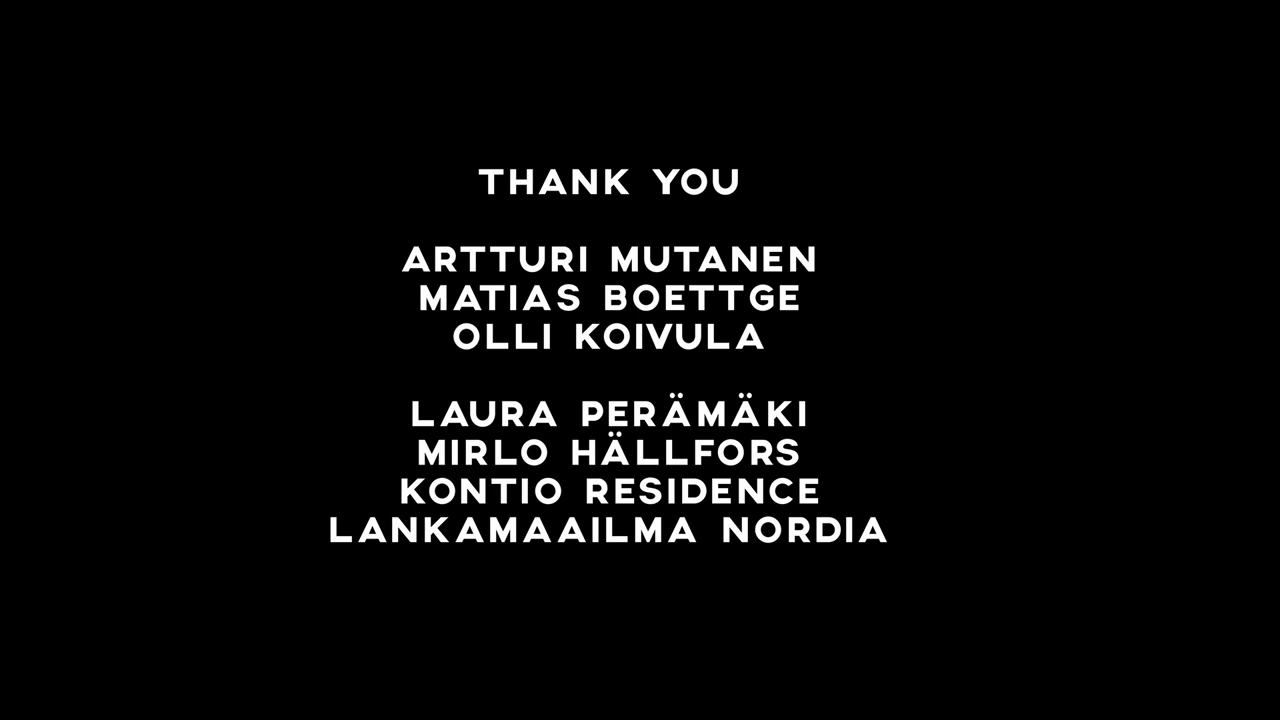 THANK YOU
ARTTURI MUTANEN
MATIAS BOETTGE
OLLI KOIVULA
LAURA PERÄMÄKI
MIRLO HÄLLFORS
KONTIO RESIDENCE
LANKAMAAILMA NORDIA